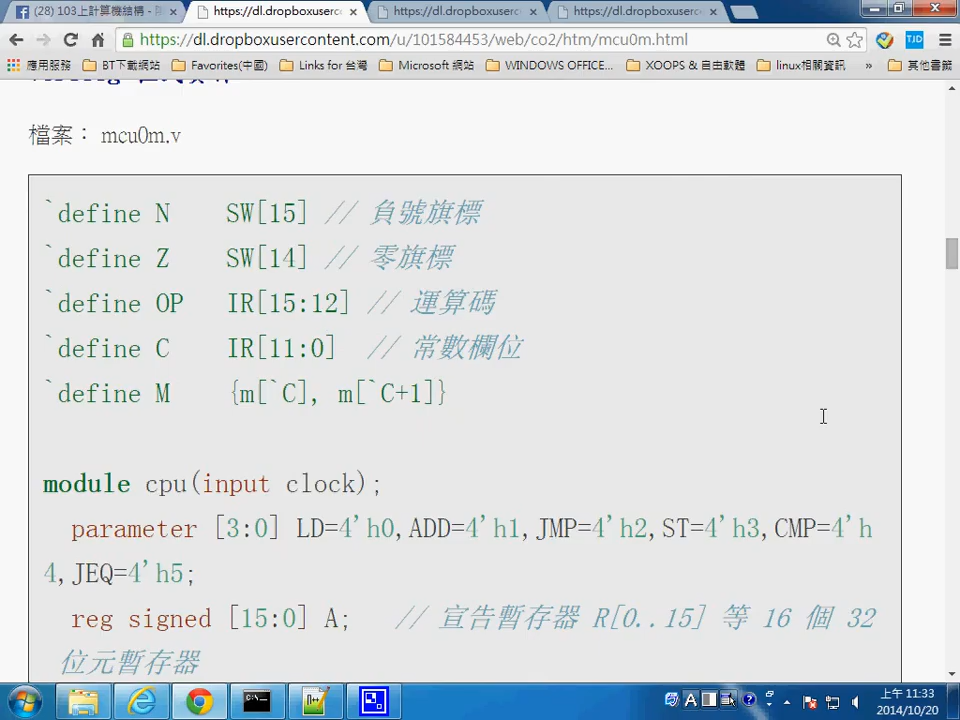 (28) 103上計算機結構 -
https://dl.dropboxuserc
https://dl.dropboxuserc
https://dl.dropboxuserc
https://dl.dropboxusercontent.com/u/101584453/web/co2/htm/mcu0m.html
TJD
應用服務
BT下載網站
Favorites(中國)
Links for 台灣
Microsoft 網站
WINDOWS OFFICE...
XOOPS & 自由軟體
linux相關資訊
»
其他書籤
檔案： mcu0m.v
`define N    SW[15] // 負號旗標
`define Z    SW[14] // 零旗標
`define OP   IR[15:12] // 運算碼
`define C    IR[11:0]  // 常數欄位
`define M    {m[`C], m[`C+1]}
module cpu(input clock);
parameter [3:0] LD=4'h0,ADD=4'h1,JMP=4'h2,ST=4'h3,CMP=4'h
4,JEQ=4'h5;
reg signed [15:0] A;   // 宣告暫存器 R[0..15] 等 16 個 32
位元暫存器
A
上午 11:33
2014/10/20